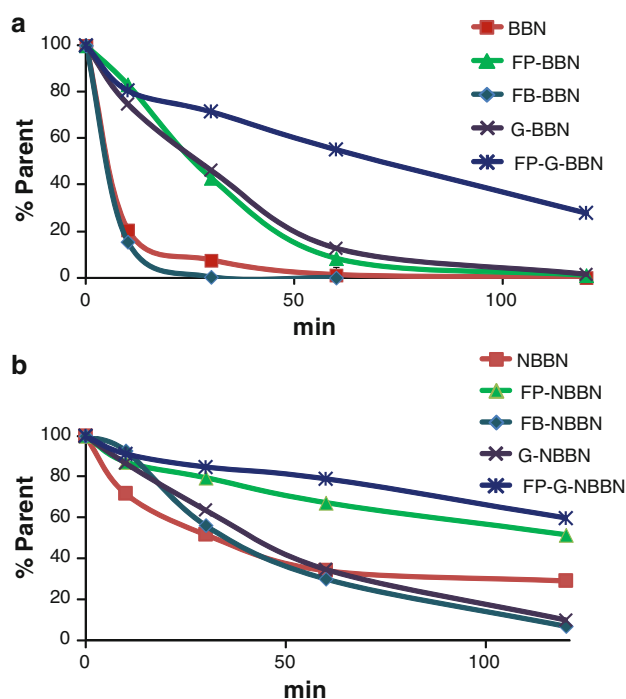 a
100
80
60
40
20
0
% Parent
0
50
100
min
BBN
FP-BBN
FB-BBN
G-BBN
FP-G-BBN
b
100
80
60
40
20
0
% Parent
0
50
100
min
NBBN
FP-NBBN
FB-NBBN
G-NBBN
FP-G-NBBN